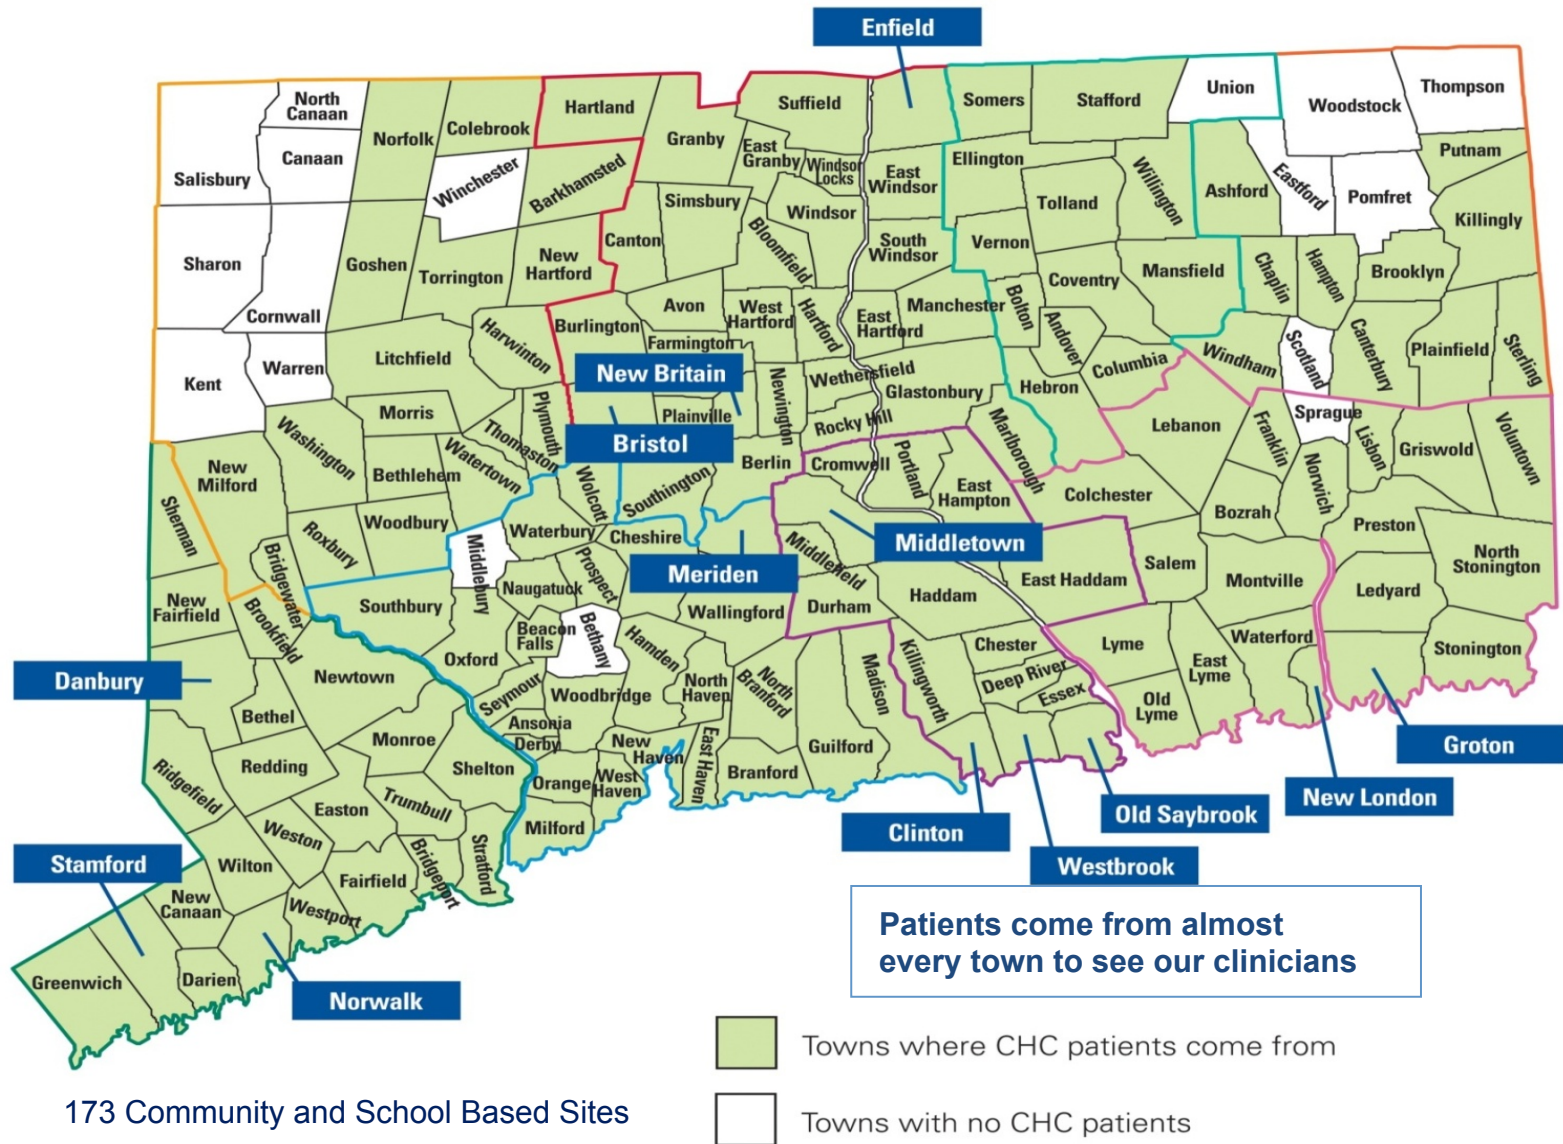 Enfield
North
Canaan
Norfolk
Colebrook
Hartland
Granby
Suffield
Somers
Stafford
Union
Woodstock
Thompson
Canaan
Salisbury
Winchester
Barkhamsted
East
Granby
Windsor
Locks
East
Windsor
Ellington
Willington
Ashford
Eastford
Pomfret
Putnam
Simsbury
Windsor
Tolland
Killingly
Sharon
Goshen
Torrington
New
Hartford
Canton
Bloomfield
South
Windsor
Vernon
Coventry
Mansfield
Chaplin
Hampton
Brooklyn
Cornwall
Avon
West
Hartford
Hartford
East
Hartford
Manchester
Bolton
Andover
Burlington
Farmington
Harwinton
Litchfield
Kent
Warren
New Britain
Newington
Wethersfield
Glastonbury
Hebron
Columbia
Windham
Scotland
Canterbury
Plainfield
Sterling
Morris
Plymouth
Plainville
Rocky Hill
Marlborough
Lebanon
Sprague
Franklin
Lisbon
Griswold
Voluntown
Washington
Thomaston
Bristol
Berlin
Cromwell
Portland
East
Hampton
Norwich
New
Milford
Bethlehem
Watertown
Wolcott
Southington
Colchester
Bozrah
Preston
Sherman
Roxbury
Woodbury
Waterbury
Cheshire
Middletown
Middlebury
Bridgewater
Prospect
Meriden
Middlefield
Salem
North
Stonington
New
Fairfield
Brookfield
Southbury
Naugatuck
Wallingford
Durham
Haddam
East Haddam
Montville
Ledyard
Beacon
Falls
Bethany
Hamden
Killingworth
Chester
Lyme
Waterford
Stonington
Danbury
Newtown
Oxford
Seymour
Woodbridge
North
Haven
North
Branford
Madison
Deep River
Essex
East
Lyme
Old
Lyme
Bethel
Monroe
Ansonia
Derby
New
Haven
East Haven
Guilford
Groton
Ridgefield
Redding
Shelton
Orange
West
Haven
Branford
New London
Easton
Trumbull
Milford
Clinton
Old Saybrook
Stamford
Wilton
Weston
Fairfield
Bridgeport
Stratford
Westbrook
New
Canaan
Westport
Greenwich
Darien
Norwalk
Patients come from almost
every town to see our clinicians
Towns where CHC patients come from
173 Community and School Based Sites
Towns with no CHC patients